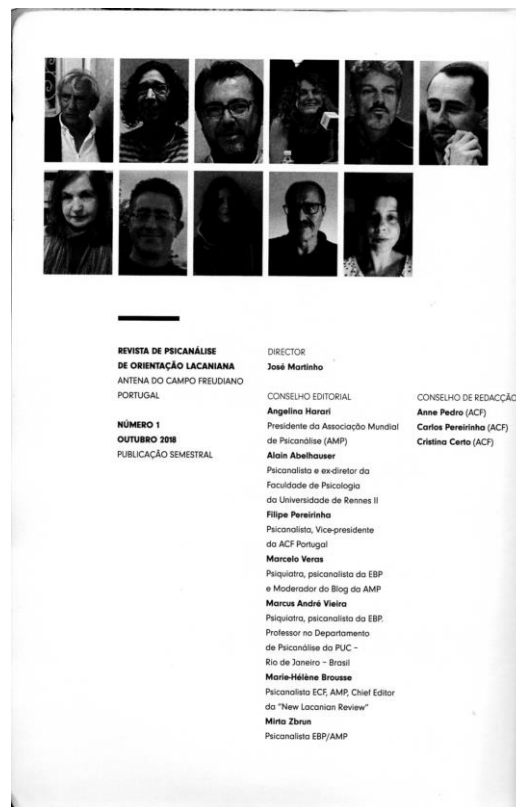 REVISTA DE PSICANÁLISE
DE ORIENTAÇÃO LACANIANA
ANTENA DO CAMPO FREUDIANO
PORTUGAL
NÚMERO 1
OUTUBRO 2018
PUBLICAÇÃO SEMESTRAL
DIRECTOR
José Martinho
CONSELHO EDITORIAL
Angelina Harari
Presidente da Associação Mundial
de Psicanálise (AMP)
Alain Abelhauser
Psicanalista e ex-diretor da
Faculdade de Psicologia
da Universidade de Rennes II
Filipe Pereirinha
Psicanalista, Vice-presidente
da ACF Portugal
Marcelo Veras
Psiquiatra, psicanalista da EBP
e Moderador do Blog da AMP
Marcus André Vieira
Psiquiatra, psicanalista da EBP.
Professor no Departamento
de Psicanálise da PUC –
Rio de Janeiro – Brasil
Marie-Hélène Brousse
Psicanalista ECF, AMP, Chief Editor
da “New Lacanian Review”
Mirta Zbrun
Psicanalista EBP/AMP
CONSELHO DE REDACÇÃO
Anne Pedro (ACF)
Carlos Pereirinha (ACF)
Cristina Certo (ACF)